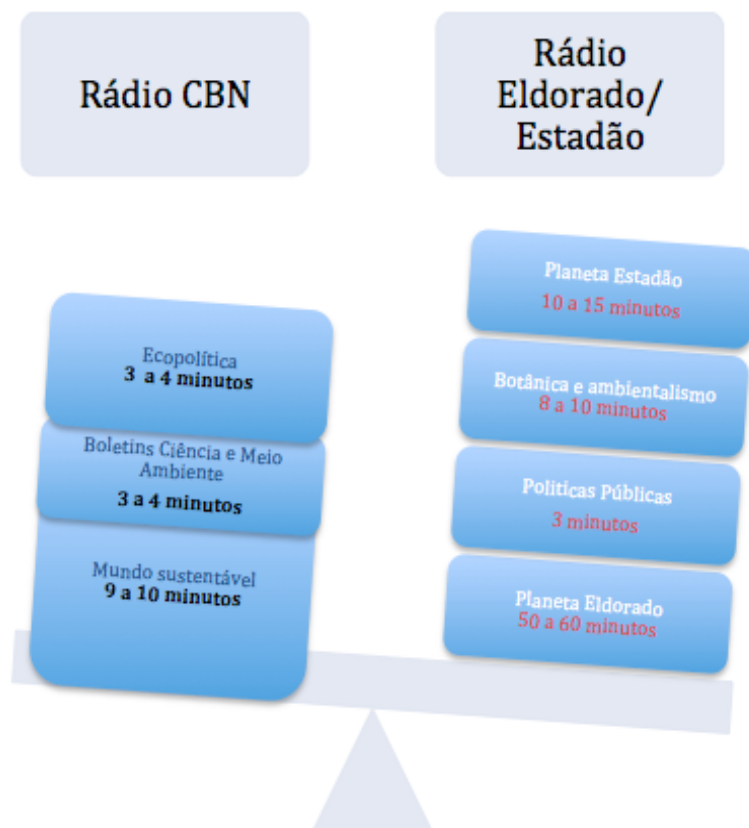 Rádio CBN
Rádio
Eldorado/
Estadão
Ecopolítica
3 a 4 minutos
Boletins Ciência e Meio
Ambiente
3 a 4 minutos
Mundo sustentável
9 a 10 minutos
Planeta Estadão
10 a 15 minutos
Botânica e ambientalismo
8 a 10 minutos
Politicas Públicas
3 minutos
Planeta Eldorado
50 a 60 minutos